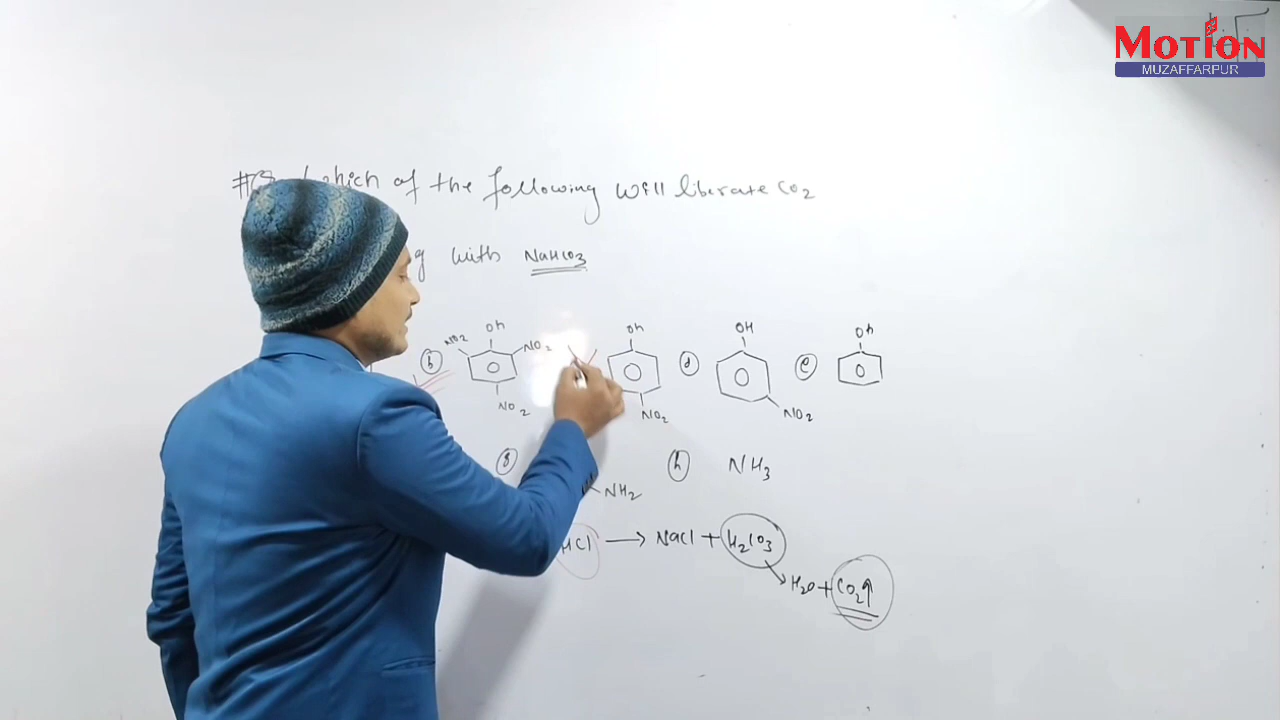 MOTION
MUZAFFARPUR
which of the following will liberate CO2
with NaHCO3
(b) NO2 OH NO2 NO2
OH NO2
(d) OH NO2
(e) OH
(g) NH2
(h) NH3
HCl → NaCl + H2CO3
→ H2O + CO2↑